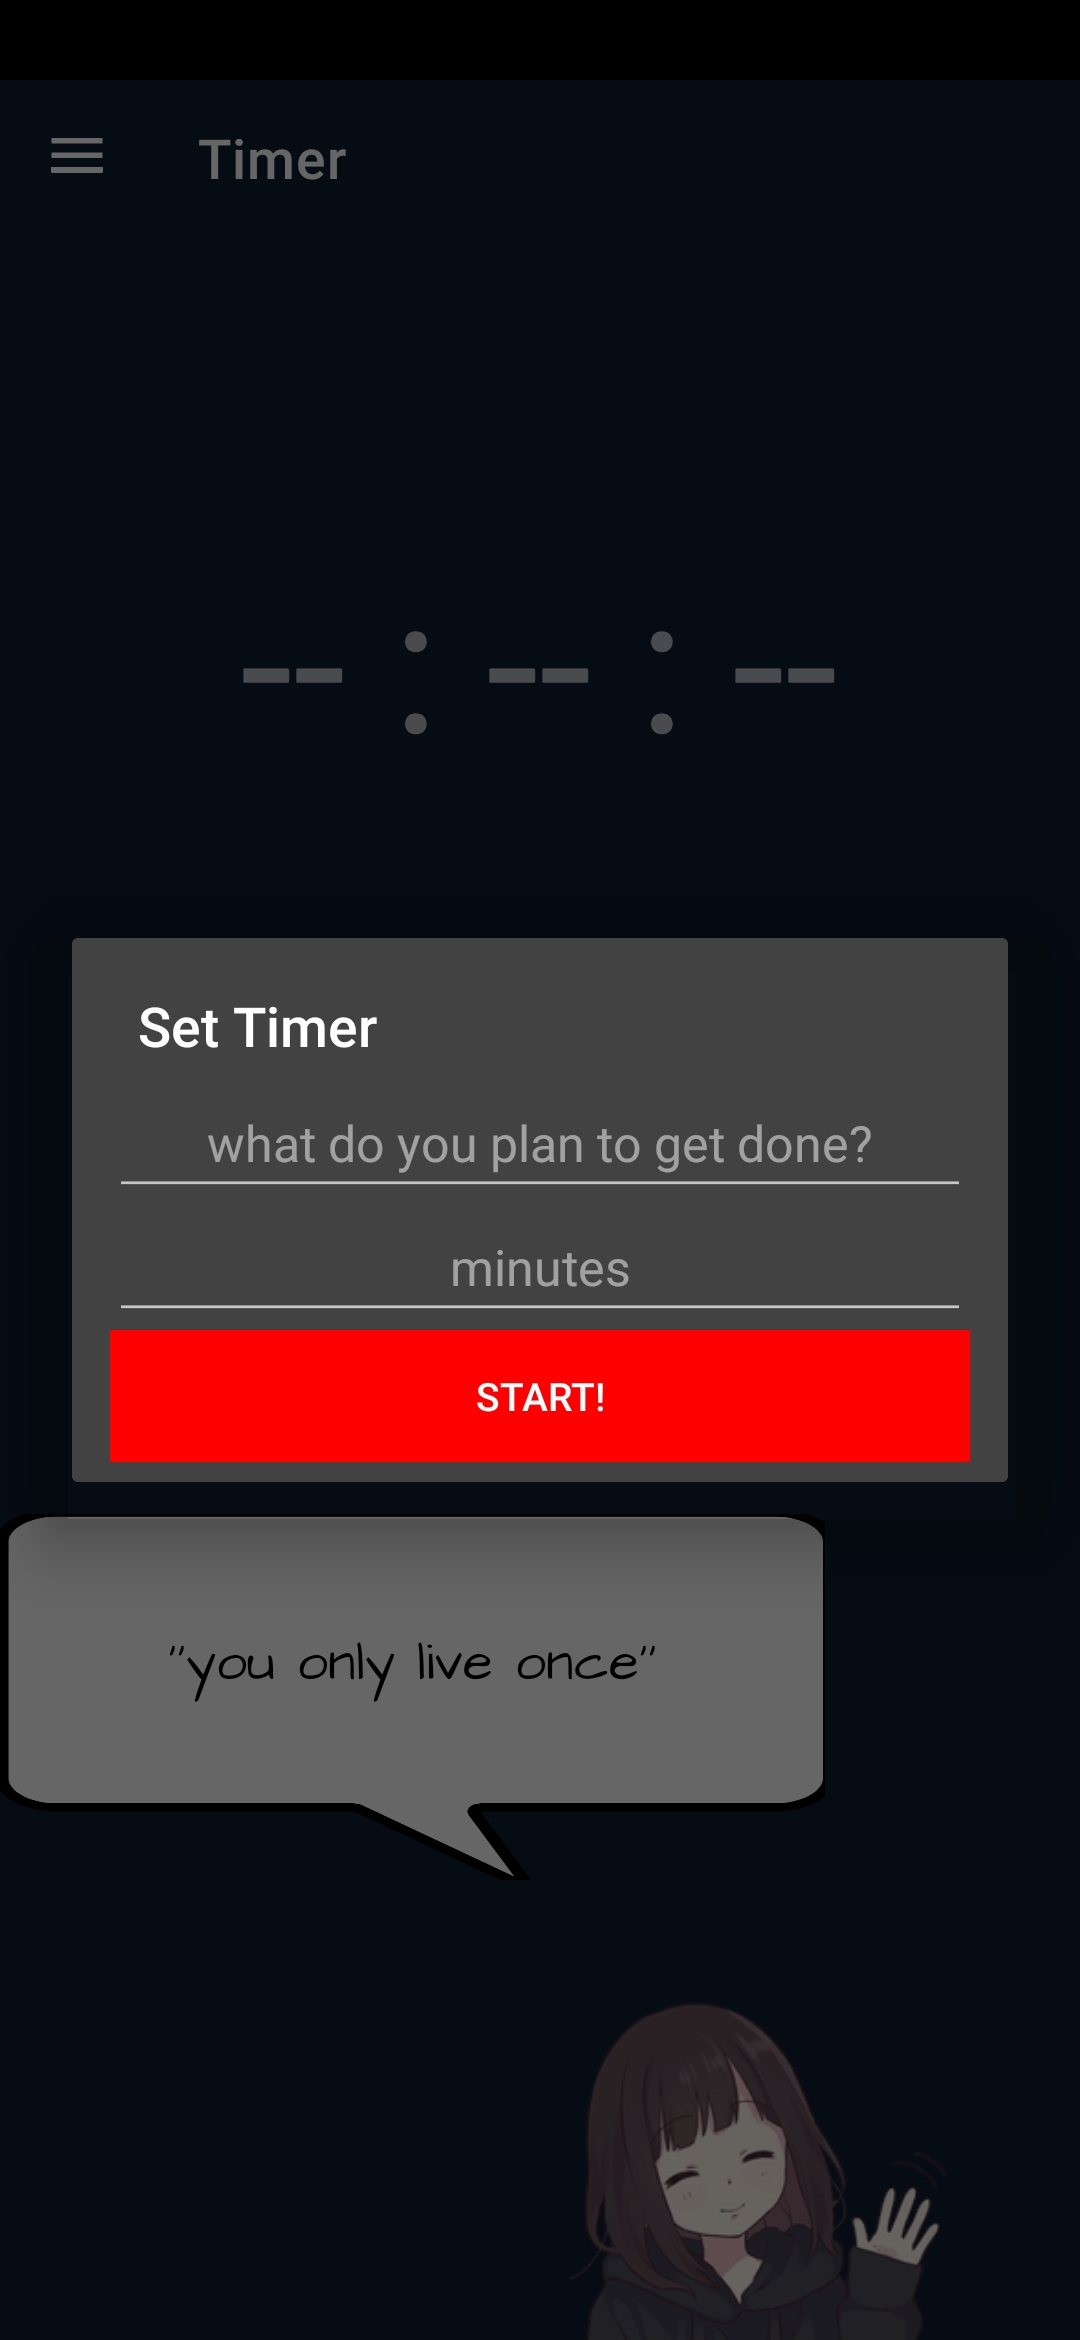 Timer
-- : -- : --
Set Timer
what do you plan to get done?
minutes
START!
"you only live once"